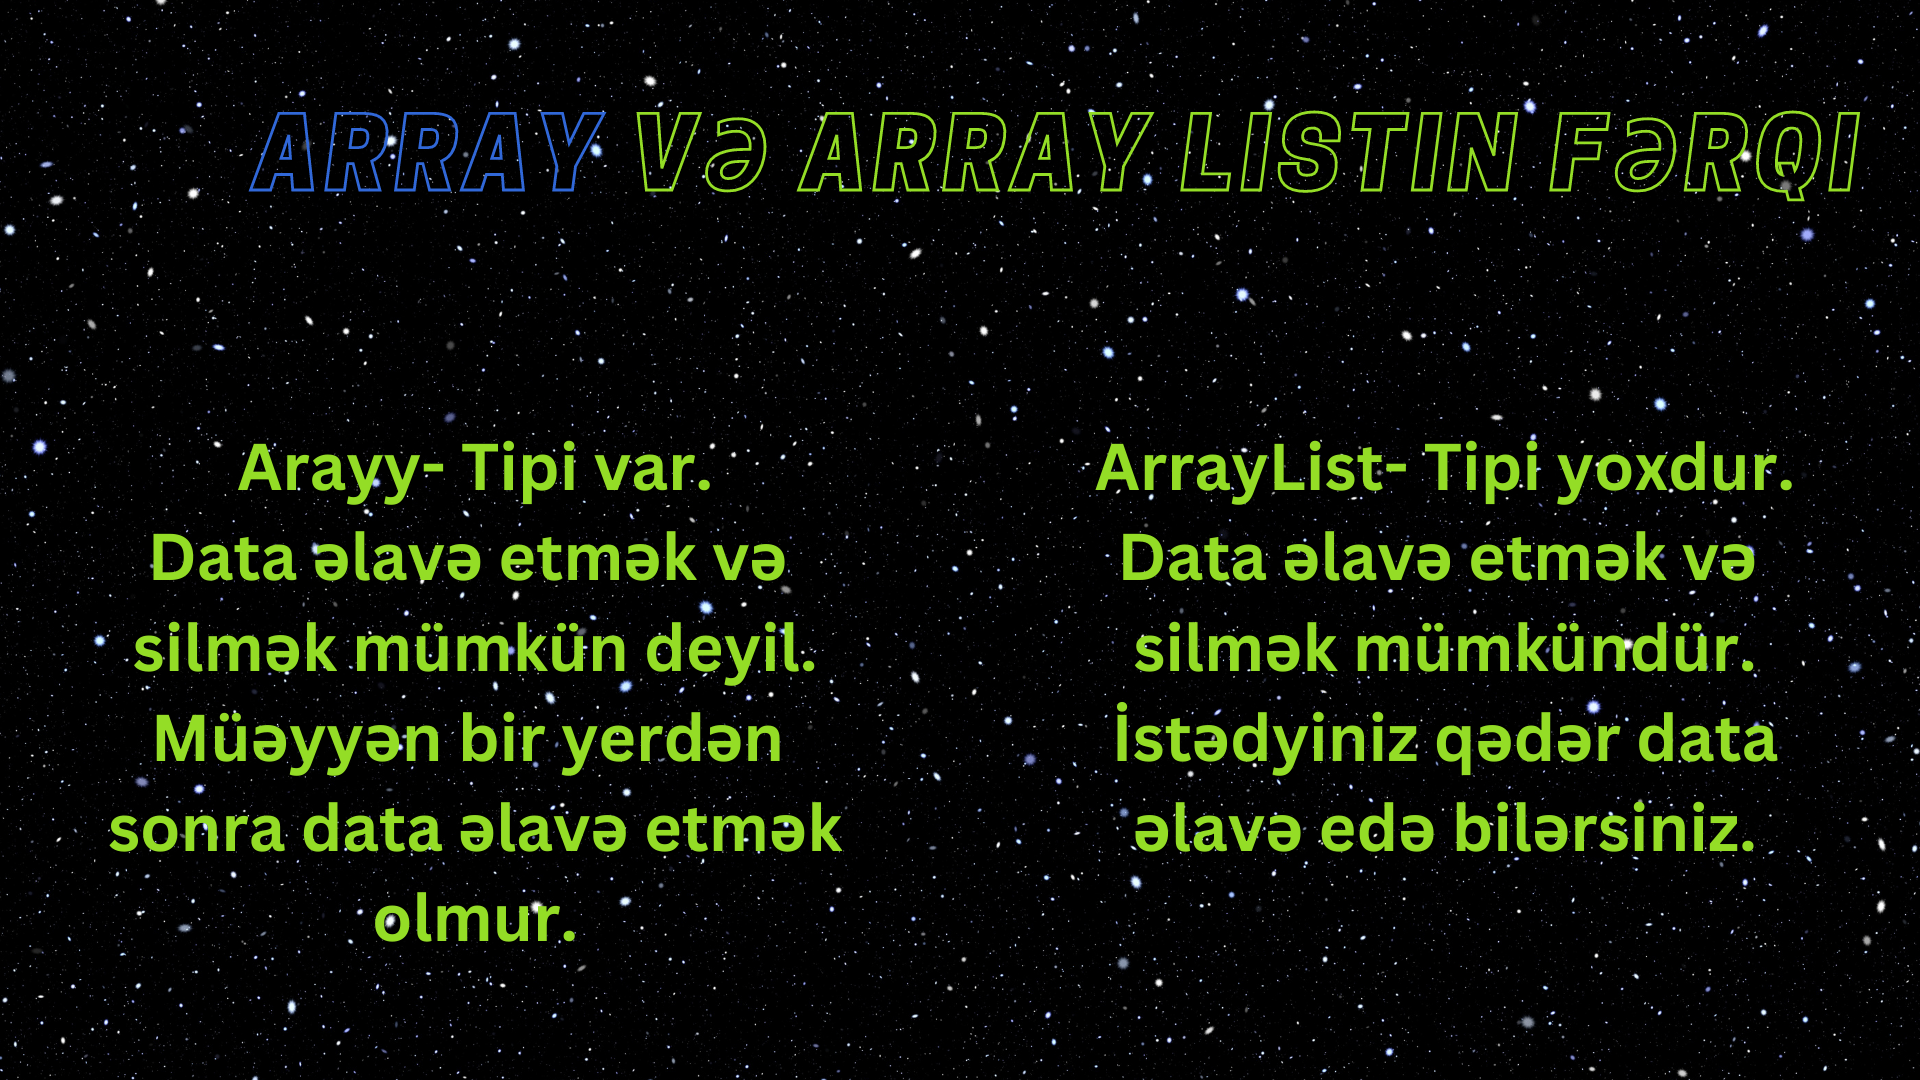 ARRAY VƏ ARRAY LISTIN FƏRQI
Arayy- Tipi var.
Data əlavə etmək və
silmək mümkün deyil.
Müəyyən bir yerdən
sonra data əlavə etmək
olmur.
ArrayList- Tipi yoxdur.
Data əlavə etmək və
silmək mümkündür.
İstədyiniz qədər data
əlavə edə bilərsiniz.